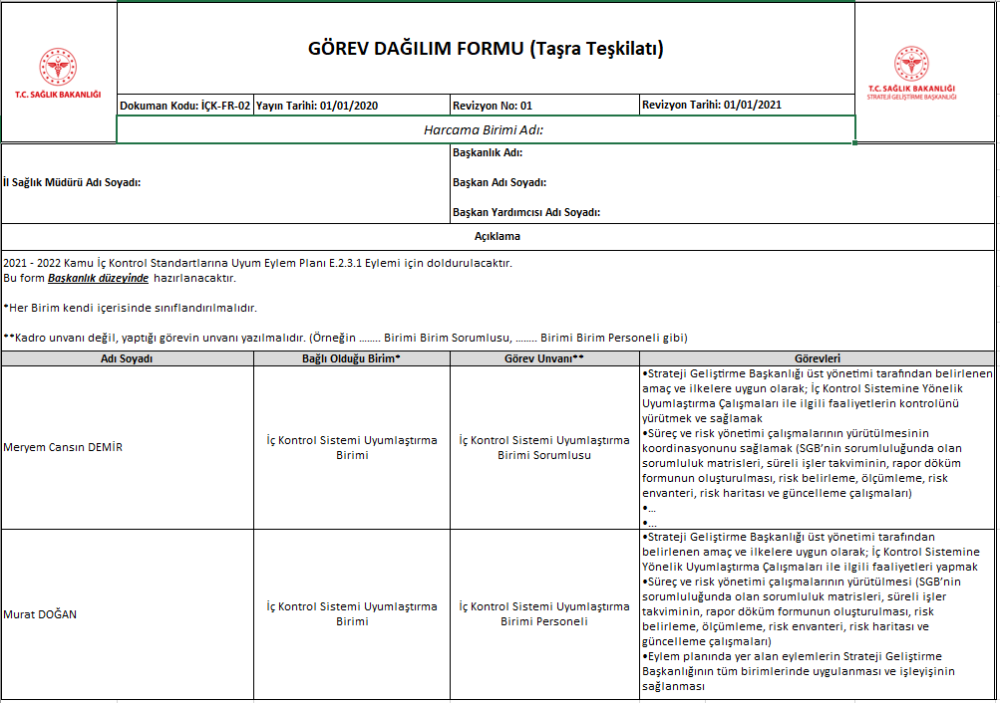 GÖREV DAĞILIM FORMU (Taşra Teşkilatı)
T.C. SAĞLIK BAKANLIĞI
T.C. SAĞLIK BAKANLIĞI
STRATEJİ GELİŞTİRME BAŞKANLIĞI
Dokuman Kodu: İÇK-FR-02 Yayın Tarihi: 01/01/2020 Revizyon No: 01 Revizyon Tarihi: 01/01/2021
Harcama Birimi Adı:
İl Sağlık Müdürü Adı Soyadı:
Başkanlık Adı:
Başkan Adı Soyadı:
Başkan Yardımcısı Adı Soyadı:
Açıklama
2021 - 2022 Kamu İç Kontrol Standartlarına Uyum Eylem Planı E.2.3.1 Eylemi için doldurulacaktır.
Bu form Başkanlık düzeyinde hazırlanacaktır.
*Her Birim kendi içerisinde sınıflandırılmalıdır.
**Kadro unvanı değil, yaptığı görevin unvanı yazılmalıdır. (Örneğin ........ Birimi Birim Sorumlusu, ........ Birimi Birim Personeli gibi)
Adı Soyadı Bağlı Olduğu Birim* Görev Unvanı** Görevleri
Meryem Cansın DEMİR
İç Kontrol Sistemi Uyumlaştırma
Birimi
İç Kontrol Sistemi Uyumlaştırma
Birimi Sorumlusu
•Strateji Geliştirme Başkanlığı üst yönetimi tarafından belirlenen
amaç ve ilkelere uygun olarak; İç Kontrol Sistemine Yönelik
Uyumlaştırma Çalışmaları ile ilgili faaliyetlerin kontrolünü
yürütmek ve sağlamak
•Süreç ve risk yönetimi çalışmalarının yürütülmesinin
koordinasyonunu sağlamak (SGB'nin sorumluluğunda olan
sorumluluk matrisleri, süreli işler takviminin, rapor döküm
formunun oluşturulması, risk belirleme, ölçümleme, risk
envanteri, risk haritası ve güncelleme çalışmaları)
•...
•...
Murat DOĞAN
İç Kontrol Sistemi Uyumlaştırma
Birimi
İç Kontrol Sistemi Uyumlaştırma
Birimi Personeli
•Strateji Geliştirme Başkanlığı üst yönetimi tarafından
belirlenen amaç ve ilkelere uygun olarak; İç Kontrol Sistemine
Yönelik Uyumlaştırma Çalışmaları ile ilgili faaliyetleri yapmak
•Süreç ve risk yönetimi çalışmalarının yürütülmesi (SGB'nin
sorumluluğunda olan sorumluluk matrisleri, süreli işler
takviminin, rapor döküm formunun oluşturulması, risk
belirleme, ölçümleme, risk envanteri, risk haritası ve
güncelleme çalışmaları)
•Eylem planında yer alan eylemlerin Strateji Geliştirme
Başkanlığının tüm birimlerinde uygulanması ve işleyişinin
sağlanması